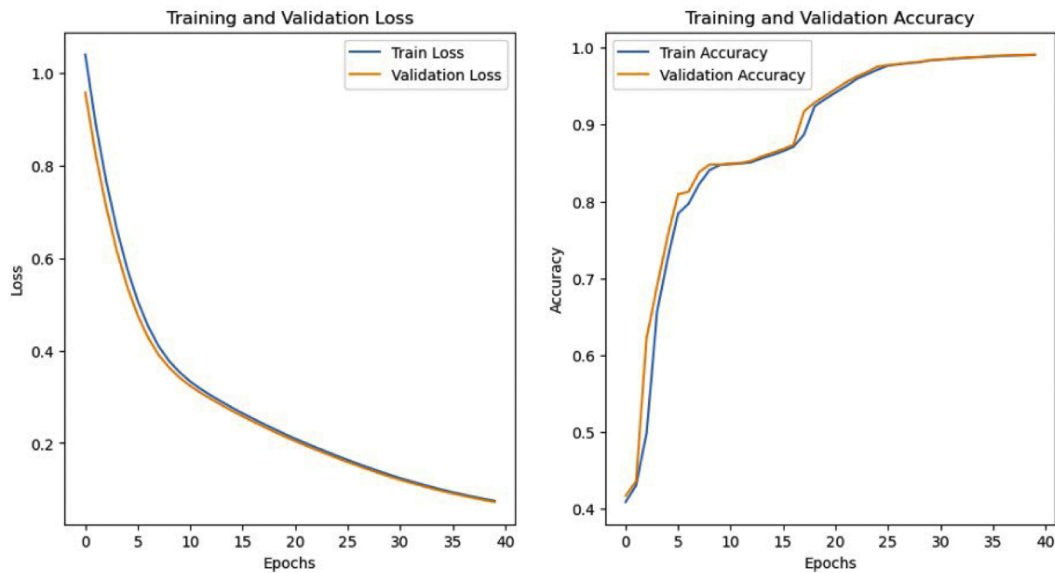 Training and Validation Loss
Train Loss
Validation Loss
1.0
0.8
0.6
0.4
0.2
Loss
0 5 10 15 20 25 30 35 40
Epochs
Training and Validation Accuracy
Train Accuracy
Validation Accuracy
1.0
0.9
0.8
0.7
0.6
0.5
0.4
Accuracy
0 5 10 15 20 25 30 35 40
Epochs